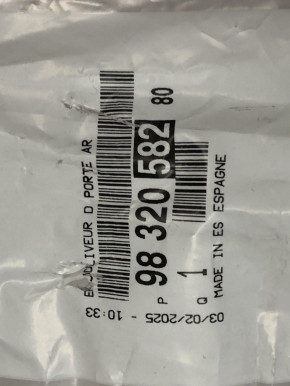 ENJOLIVEUR D PORTE AR
P 98 320 582 80
Q 1
MADE IN ES ESPAGNE
03/02/2025 - 10:33